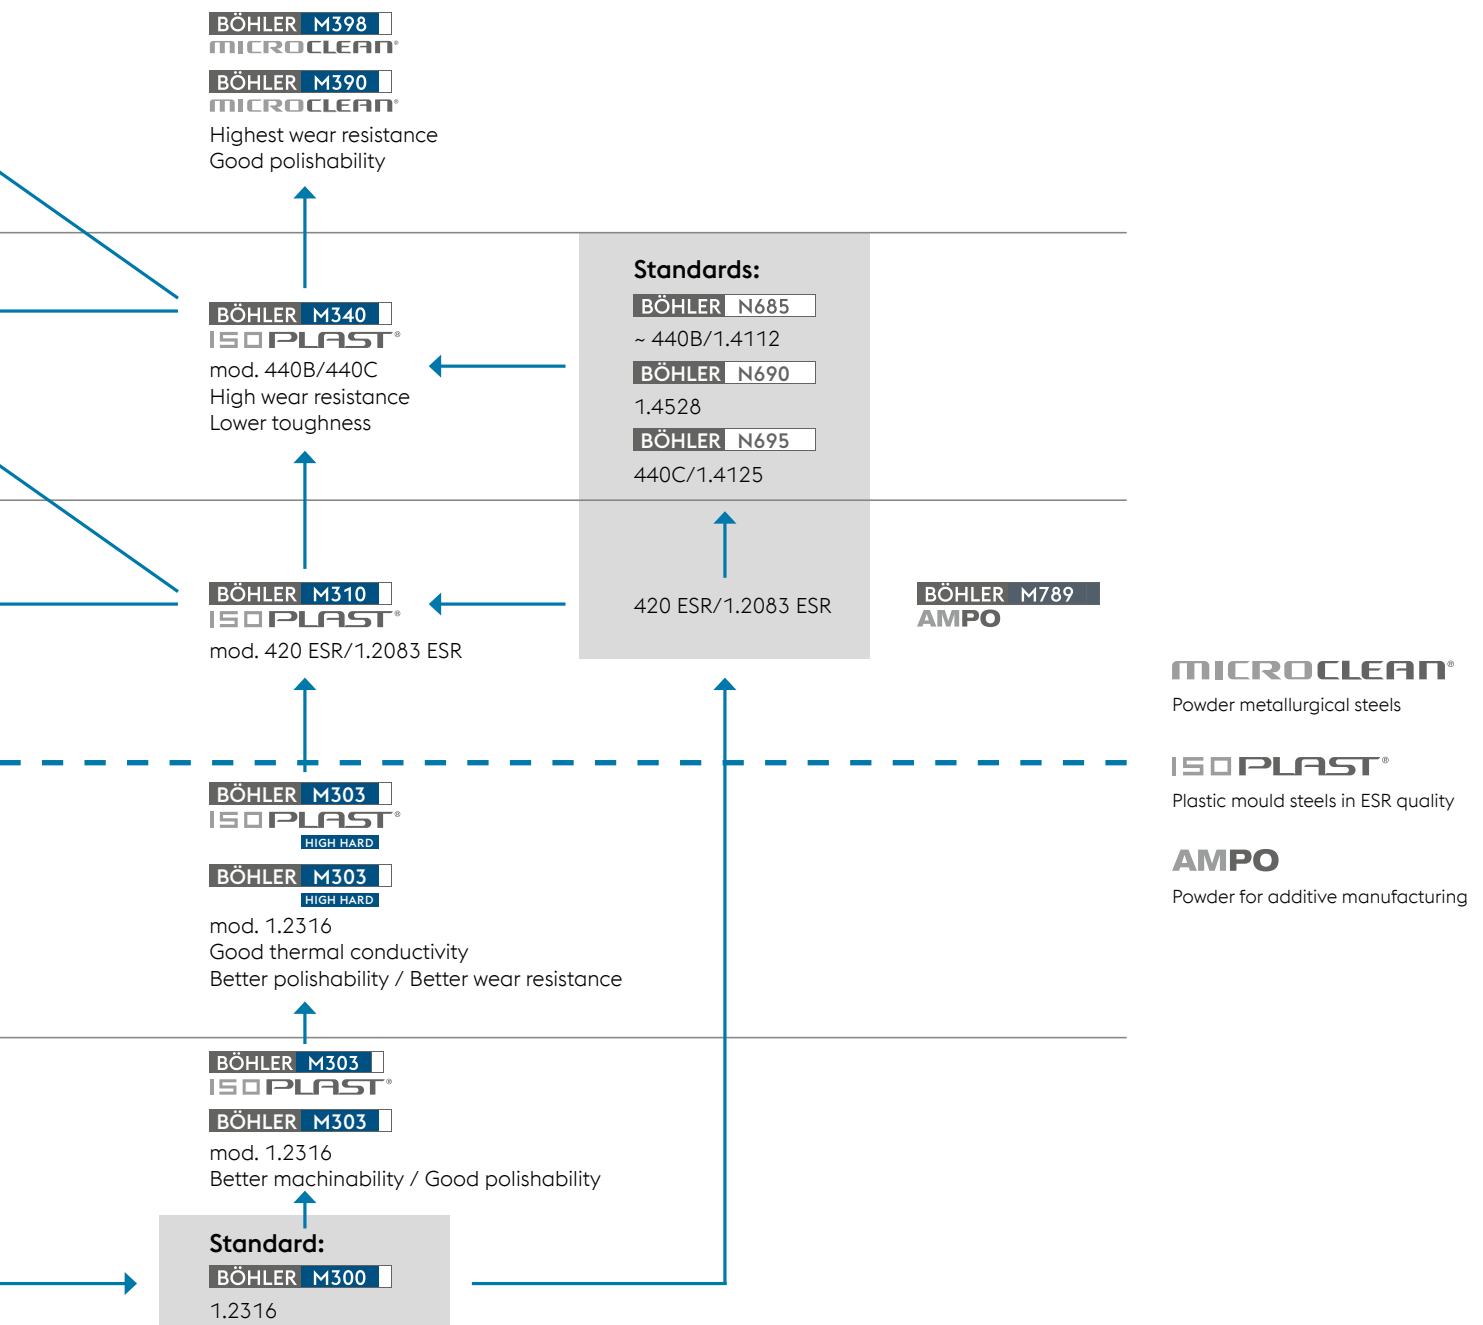 BÖHLER M398
MICROCLEAN®
BÖHLER M390
MICROCLEAN®
Highest wear resistance
Good polishability
BÖHLER M340
ISOPLAST®
mod. 440B/440C
High wear resistance
Lower toughness
Standards:
BÖHLER N685
~ 440B/1.4112
BÖHLER N690
1.4528
BÖHLER N695
440C/1.4125
BÖHLER M310
ISOPLAST®
mod. 420 ESR/1.2083 ESR
420 ESR/1.2083 ESR
BÖHLER M789
AMPO
MICROCLEAN®
Powder metallurgical steels
ISOPLAST®
Plastic mould steels in ESR quality
AMPO
Powder for additive manufacturing
BÖHLER M303
ISOPLAST®
HIGH HARD
BÖHLER M303
HIGH HARD
mod. 1.2316
Good thermal conductivity
Better polishability / Better wear resistance
BÖHLER M303
ISOPLAST®
BÖHLER M303
mod. 1.2316
Better machinability / Good polishability
Standard:
BÖHLER M300
1.2316